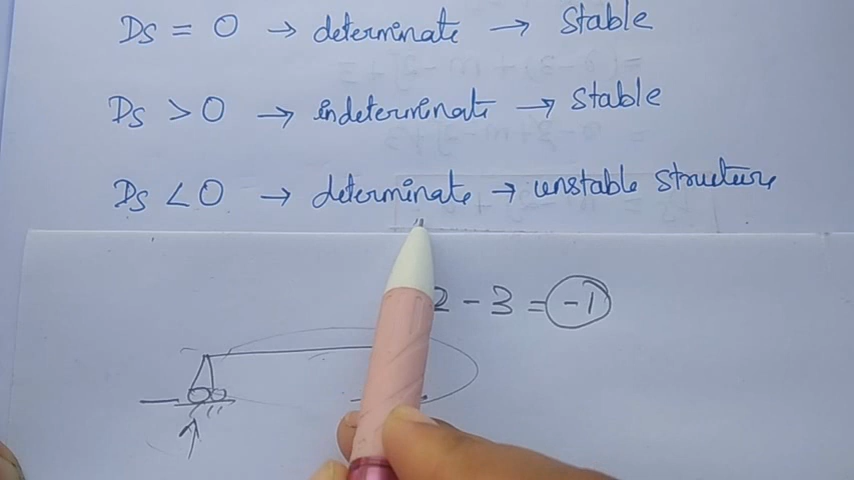 Ds = 0 → determinate → stable
Ds > 0 → indeterminate → stable
Ds < 0 → determinate → unstable structure
2 - 3 = -1